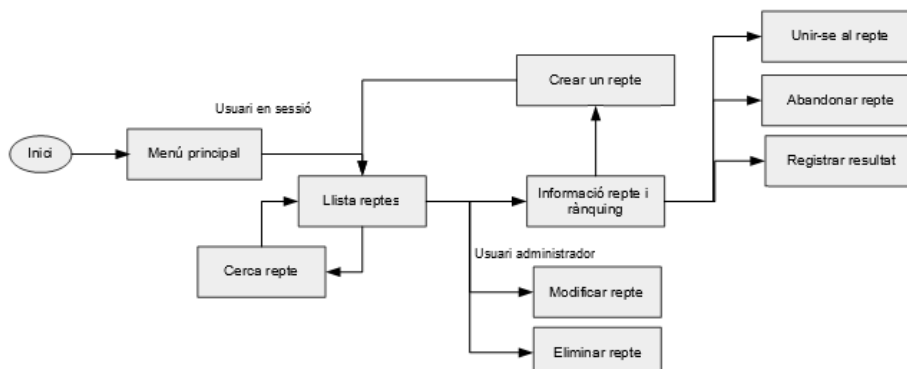 Unir-se al repte
Crear un repte
Abandonar repte
Usuari en sessió
Inici
Menú principal
Registrar resultat
Llista reptes
Informació repte i
rànquing
Cerca repte
Usuari administrador
Modificar repte
Eliminar repte